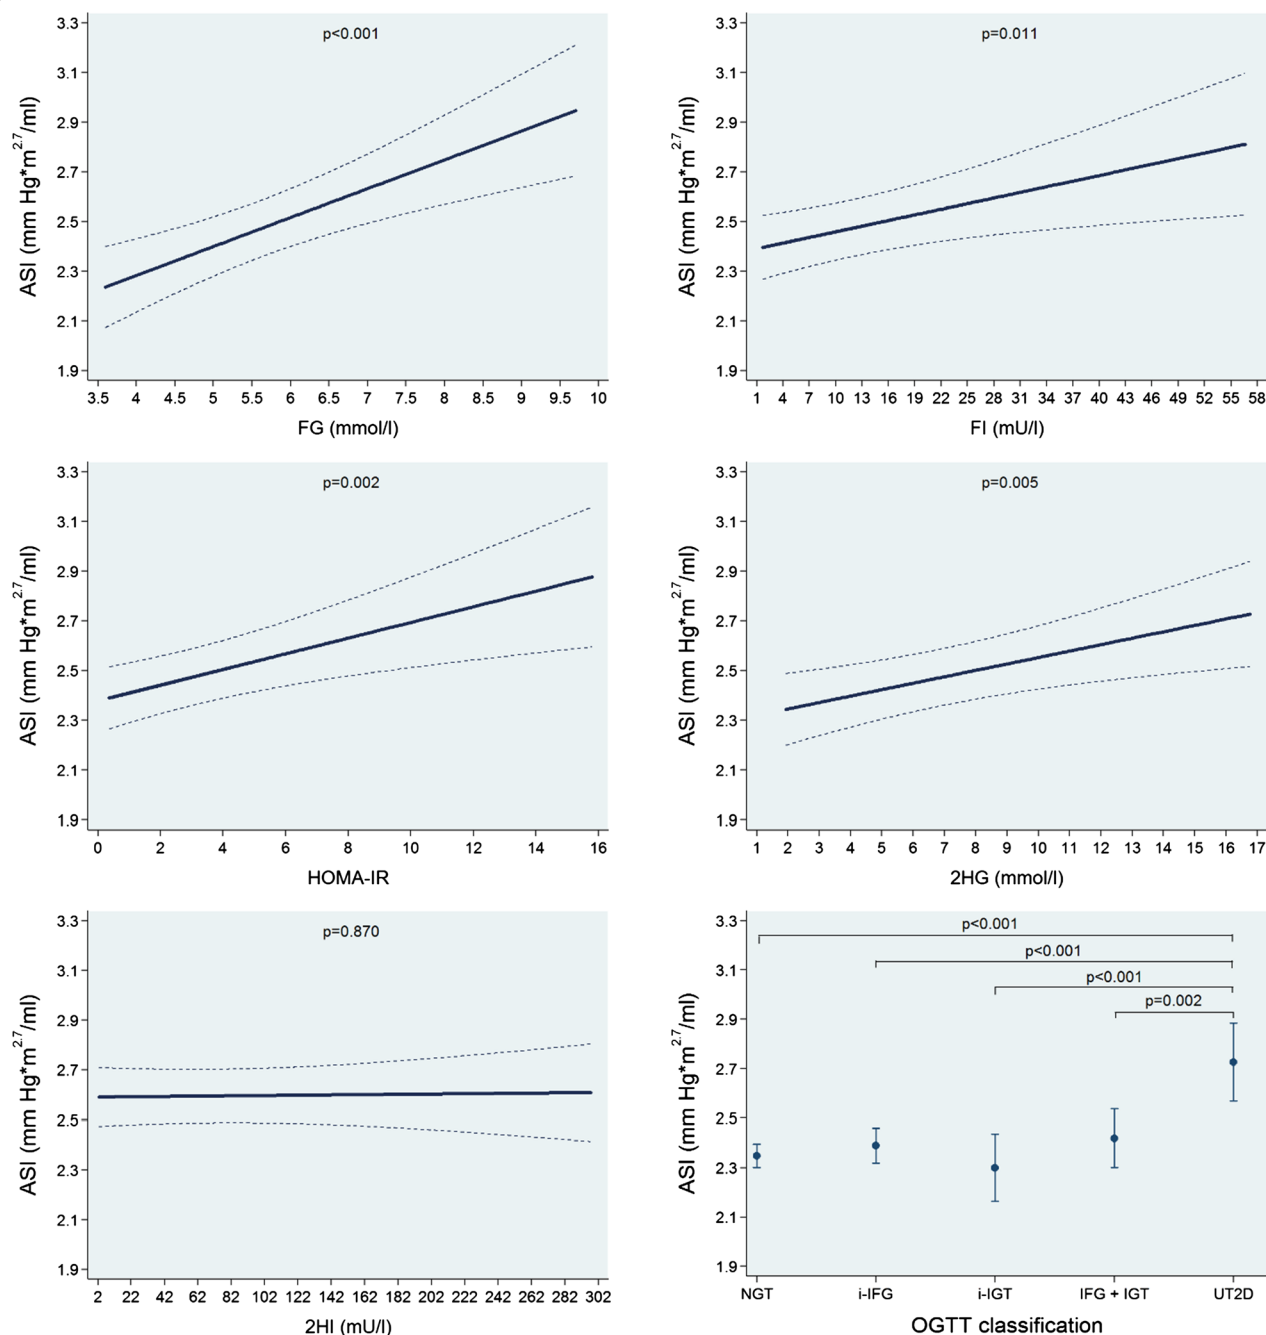 p<0.001
ASI (mm Hg*m2.7/ml)
3.3
3.1
2.9
2.7
2.5
2.3
2.1
1.9
3.5 4 4.5 5 5.5 6 6.5 7 7.5 8 8.5 9 9.5 10
FG (mmol/l)
p=0.011
ASI (mm Hg*m2.7/ml)
3.3
3.1
2.9
2.7
2.5
2.3
2.1
1.9
1 4 7 10 13 16 19 22 25 28 31 34 37 40 43 46 49 52 55 58
FI (mU/l)
p=0.002
ASI (mm Hg*m2.7/ml)
3.3
3.1
2.9
2.7
2.5
2.3
2.1
1.9
0 2 4 6 8 10 12 14 16
HOMA-IR
p=0.005
ASI (mm Hg*m2.7/ml)
3.3
3.1
2.9
2.7
2.5
2.3
2.1
1.9
1 2 3 4 5 6 7 8 9 10 11 12 13 14 15 16 17
2HG (mmol/l)
p=0.870
ASI (mm Hg*m2.7/ml)
3.3
3.1
2.9
2.7
2.5
2.3
2.1
1.9
2 22 42 62 82 102 122 142 162 182 202 222 242 262 282 302
2HI (mU/l)
p<0.001
p<0.001
p<0.001
p=0.002
ASI (mm Hg*m2.7/ml)
3.3
3.1
2.9
2.7
2.5
2.3
2.1
1.9
NGT i-IFG i-IGT IFG + IGT UT2D
OGTT classification